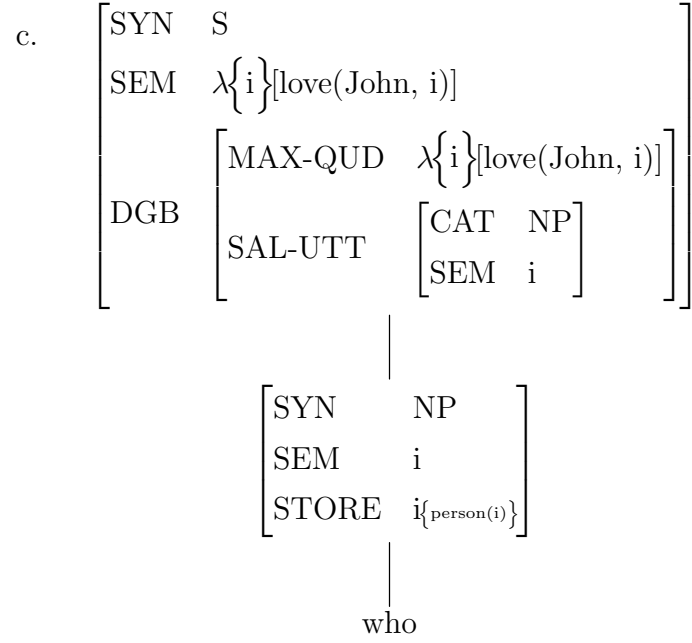 c.
SYN S
SEM λ{i}[love(John, i)]
DGB
MAX-QUD λ{i}[love(John, i)]
SAL-UTT
CAT NP
SEM i
SYN NP
SEM i
STORE i{person(i)}
who